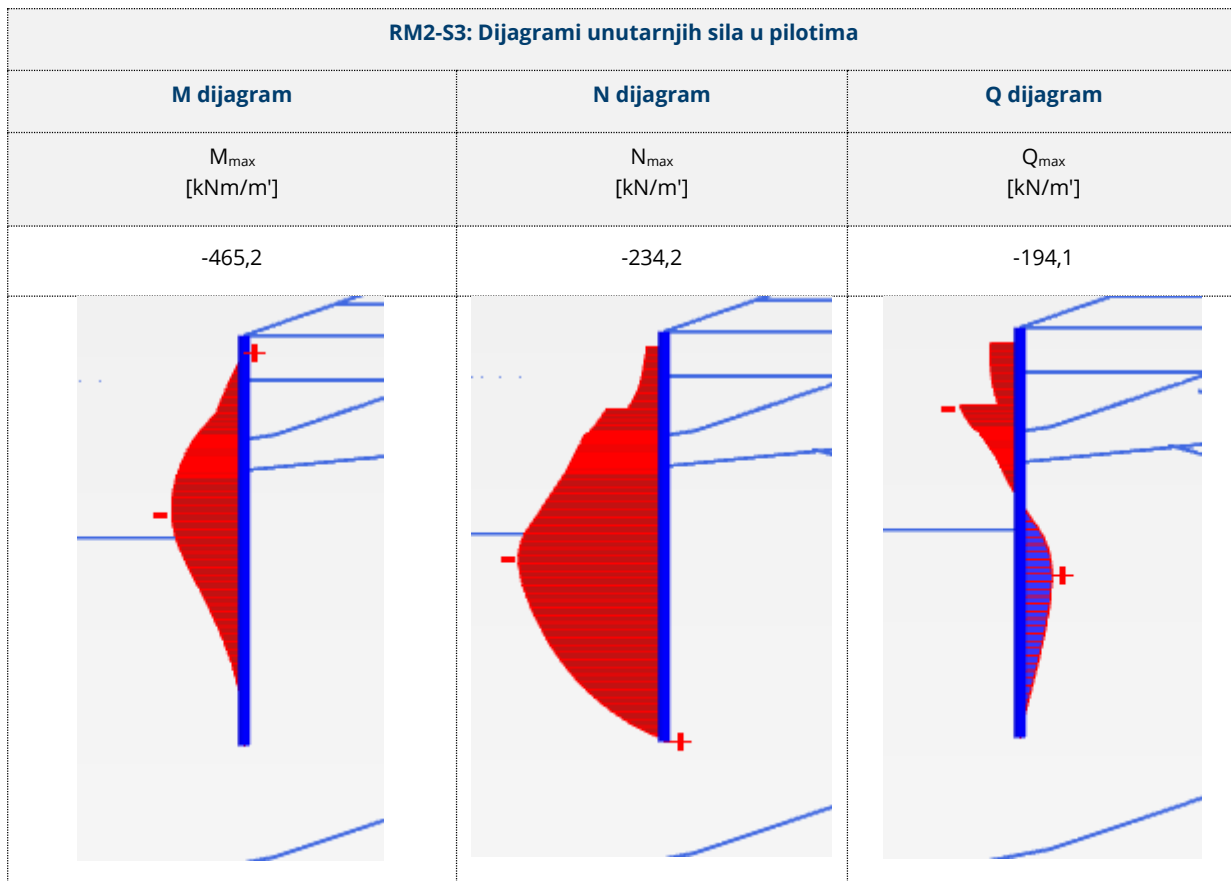 RM2-S3: Dijagrami unutarnjih sila u pilotima
M dijagram
N dijagram
Q dijagram
Mmax
[kNm/m']
Nmax
[kN/m']
Qmax
[kN/m']
-465,2
-234,2
-194,1